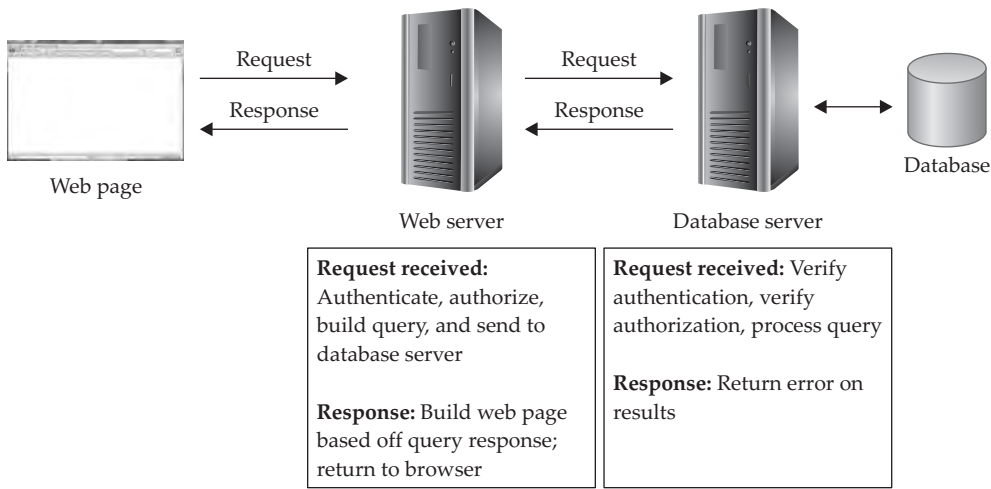 Request
Response
Request
Response
Web page
Web server
Database server
Database
Request received:
Authenticate, authorize,
build query, and send to
database server
Response: Build web page
based off query response;
return to browser
Request received: Verify
authentication, verify
authorization, process query
Response: Return error on
results